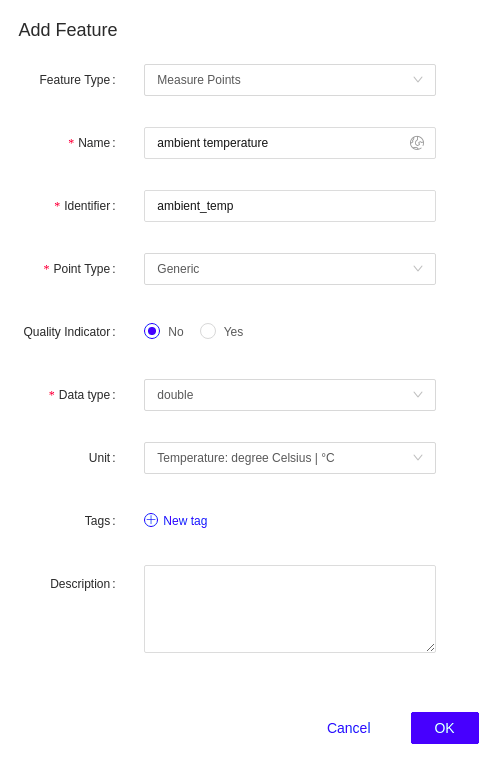 Add Feature
Feature Type : Measure Points
* Name : ambient temperature
* Identifier : ambient_temp
* Point Type : Generic
Quality Indicator : No Yes
* Data type : double
Unit : Temperature: degree Celsius | °C
Tags : New tag
Description :
Cancel OK